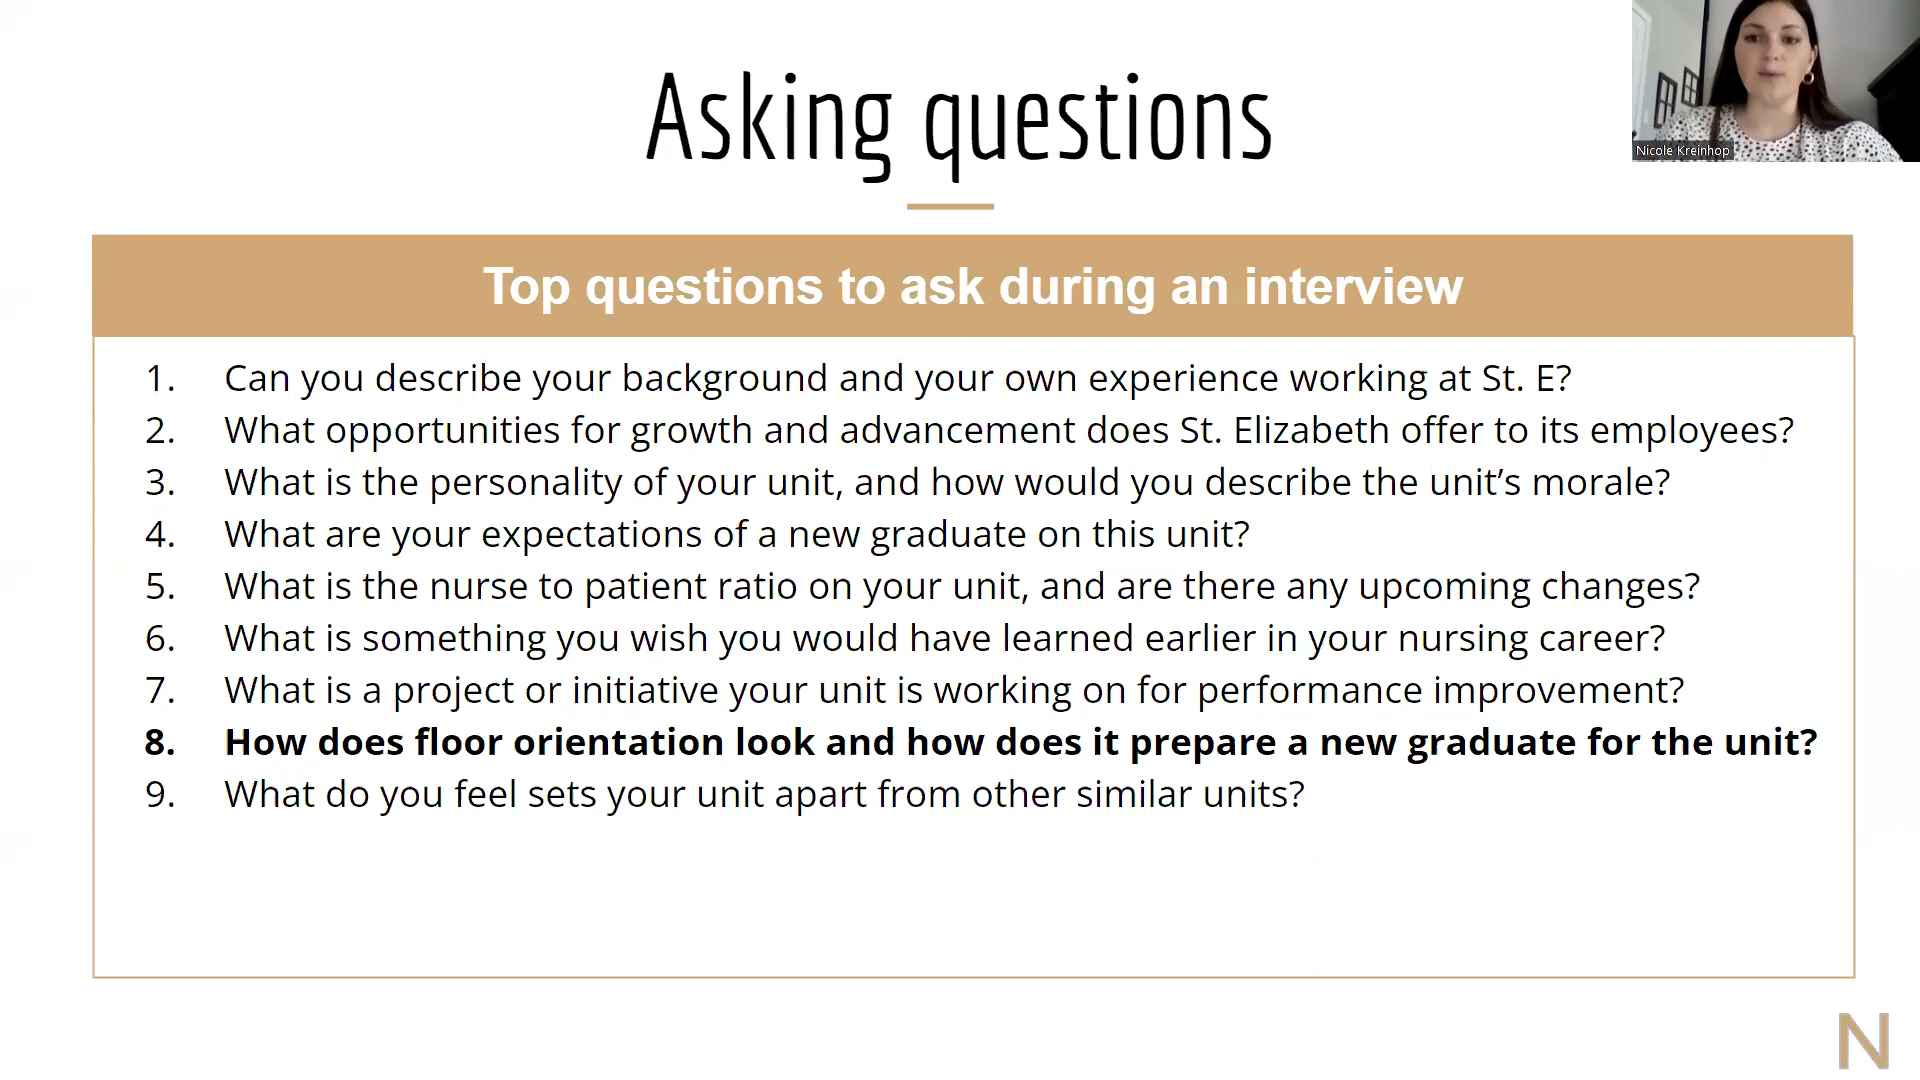 Asking questions
Nicole Kreinhop
Top questions to ask during an interview
1. Can you describe your background and your own experience working at St. E?
2. What opportunities for growth and advancement does St. Elizabeth offer to its employees?
3. What is the personality of your unit, and how would you describe the unit’s morale?
4. What are your expectations of a new graduate on this unit?
5. What is the nurse to patient ratio on your unit, and are there any upcoming changes?
6. What is something you wish you would have learned earlier in your nursing career?
7. What is a project or initiative your unit is working on for performance improvement?
8. How does floor orientation look and how does it prepare a new graduate for the unit?
9. What do you feel sets your unit apart from other similar units?
N